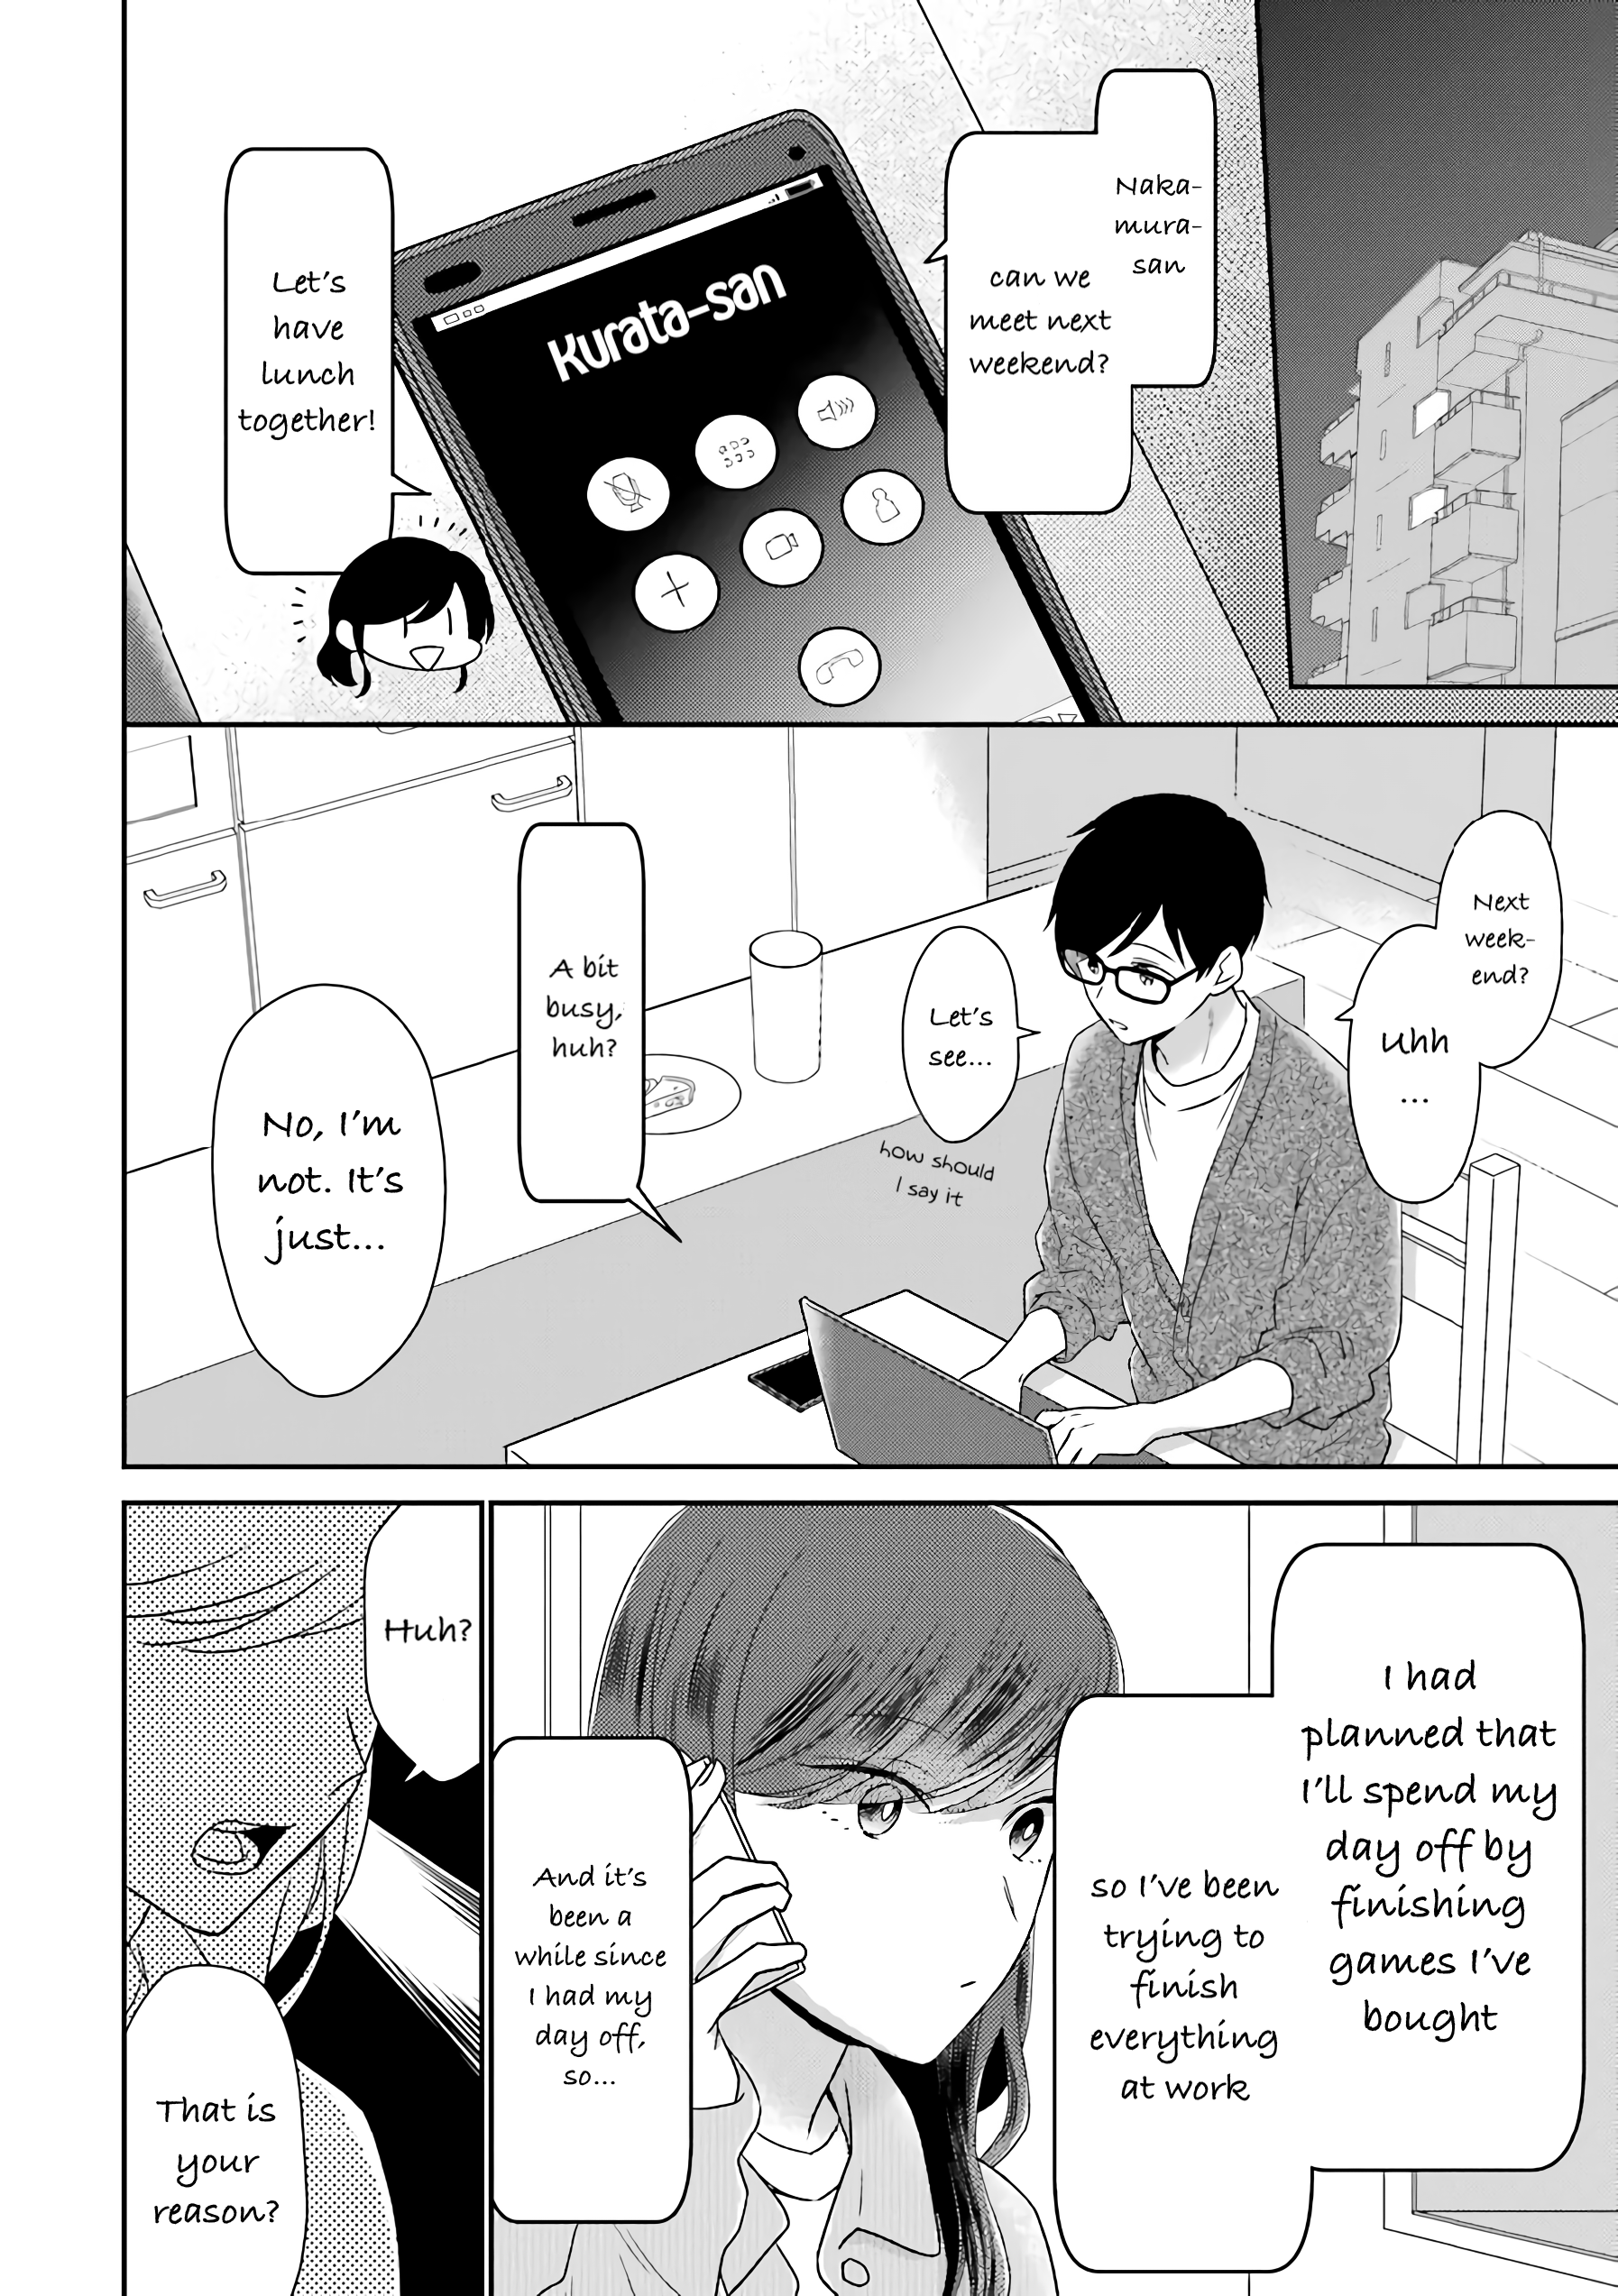 Naka-
mura-
san
can we
meet next
weekend?
Kurata-san
Let's
have
lunch
together!
Next
week-
end?
Uhh
...
Let's
see...
how should
I say it
A bit
busy,
huh?
No, I'm
not. It's
just...
I had
planned that
I'll spend my
day off by
finishing
games I've
bought
so I've been
trying to
finish
everything
at work
And it's
been a
while since
I had my
day off,
so...
Huh?
That is
your
reason?